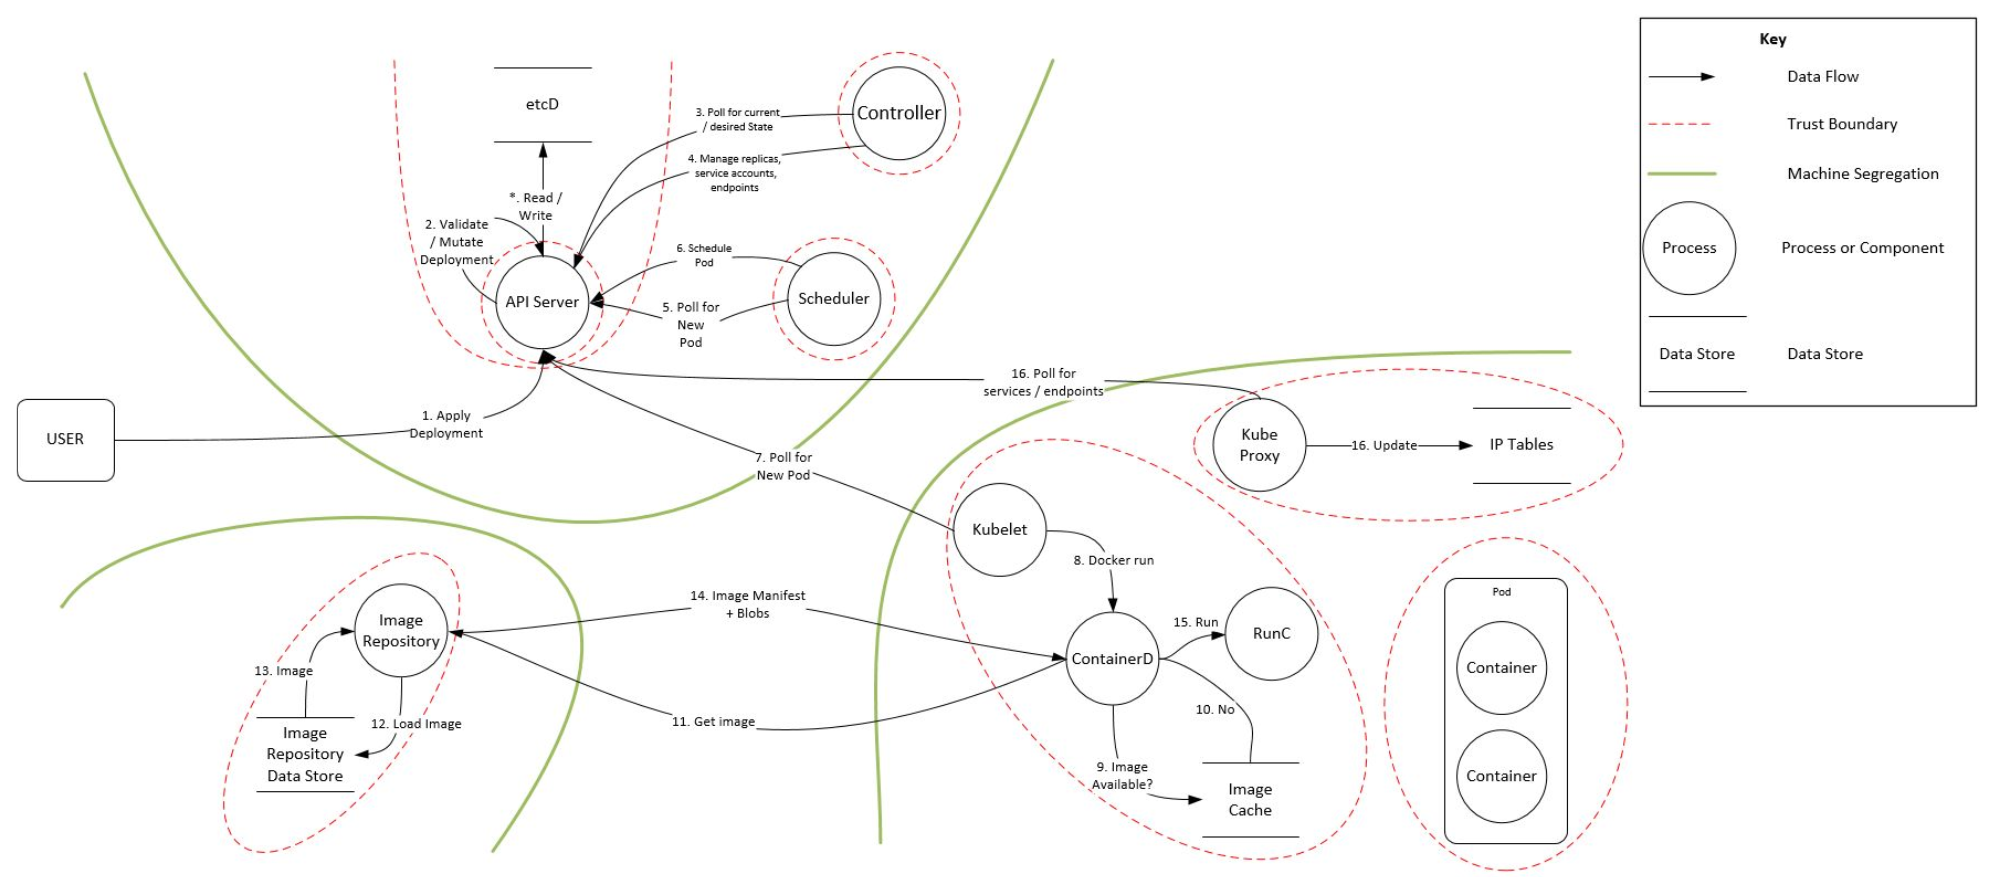 Key
Data Flow
Trust Boundary
Machine Segregation
Process
Process or Component
Data Store
Data Store
etcD
Controller
3. Poll for current
/ desired State
4. Manage replicas,
service accounts,
endpoints
*. Read /
Write
2. Validate
/ Mutate
Deployment
API Server
6. Schedule
Pod
5. Poll for
New
Pod
Scheduler
USER
1. Apply
Deployment
16. Poll for
services / endpoints
7. Poll for
New Pod
Kube
Proxy
16. Update
IP Tables
Kubelet
8. Docker run
14. Image Manifest
+ Blobs
Image
Repository
13. Image
12. Load Image
Image
Repository
Data Store
11. Get image
ContainerD
15. Run
RunC
10. No
9. Image
Available?
Image
Cache
Pod
Container
Container